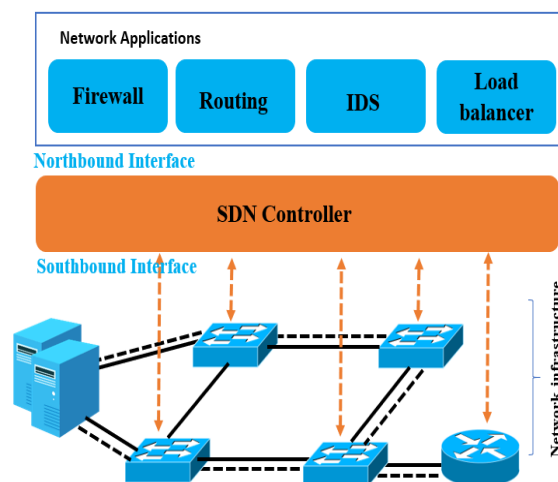 Network Applications
Firewall
Routing
IDS
Load
balancer
Northbound Interface
SDN Controller
Southbound Interface
Network infrastructure